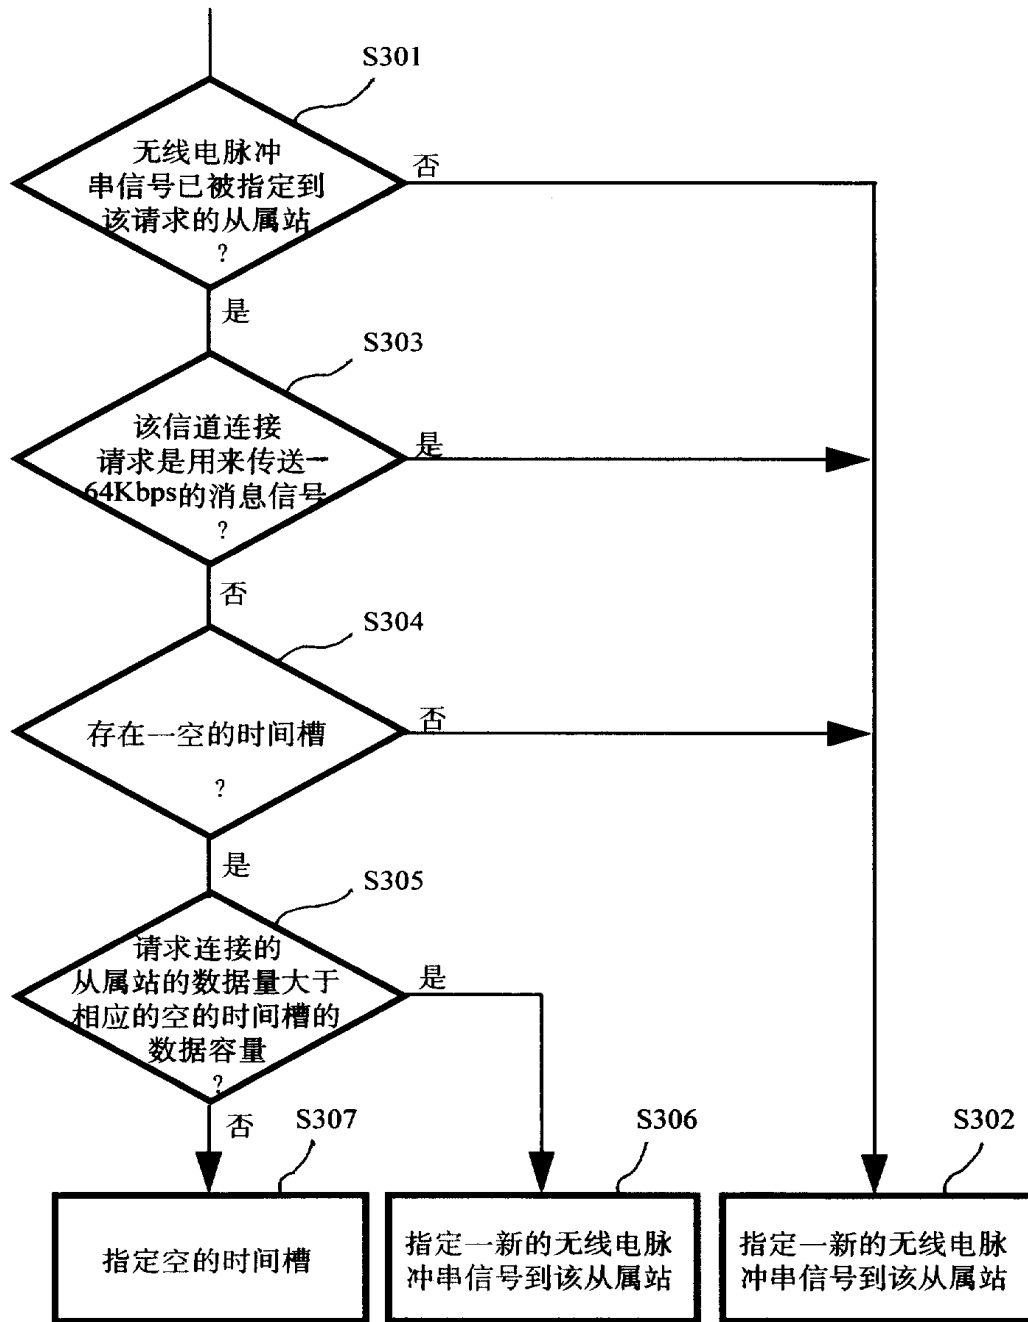 S301
无线电脉冲
串信号已被指定到
该请求的从属站
?
否
是
S303
该信道连接
请求是用来传送一
64Kbps的消息信号
?
是
否
S304
存在一空的时间槽
?
否
是
S305
请求连接的
从属站的数据量大于
相应的空的时间槽的
数据容量
?
是
否
S307
指定空的时间槽
S306
指定一新的无线电脉
冲串信号到该从属站
S302
指定一新的无线电脉
冲串信号到该从属站